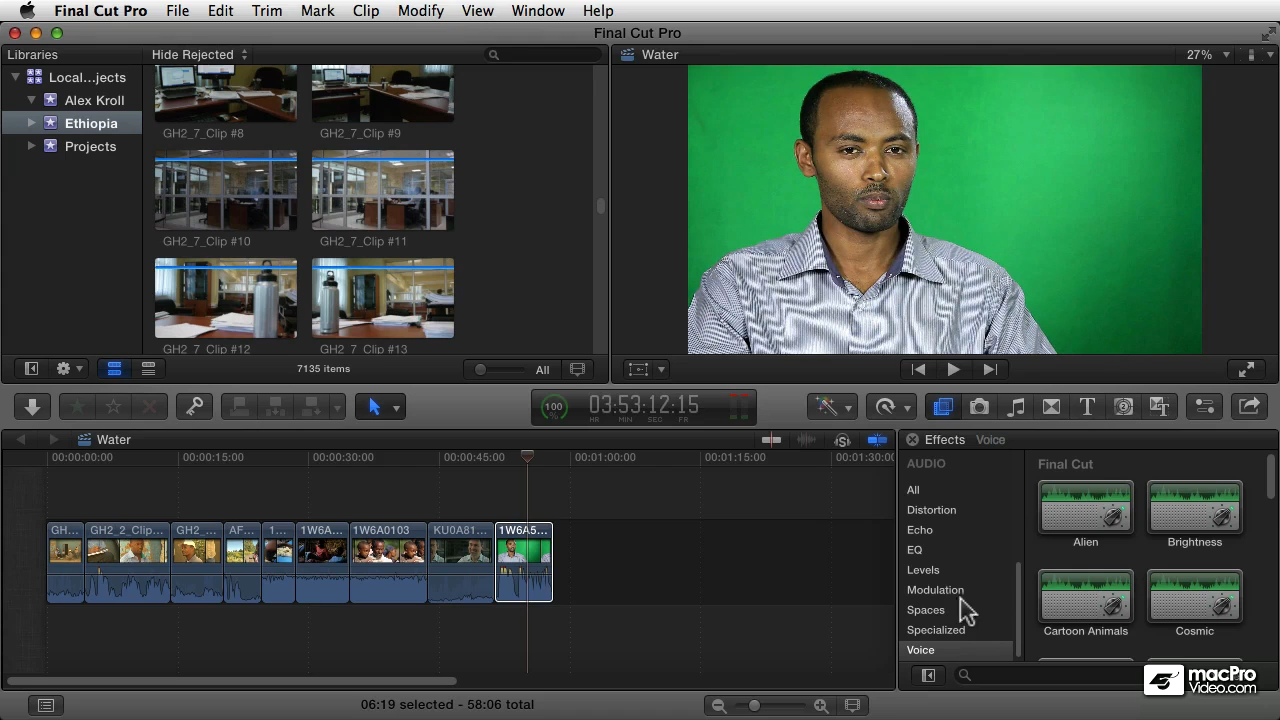 Final Cut Pro File Edit Trim Mark Clip Modify View Window Help
Final Cut Pro
Libraries Hide Rejected
Water 27%
Local...jects
Alex Kroll
Ethiopia
Projects
GH2_7_Clip #8 GH2_7_Clip #9
GH2_7_Clip #10 GH2_7_Clip #11
GH2_7_Clip #12 GH2_7_Clip #13
7135 items All
100 % 03:53:12:15
HR MIN SEC FR
Water
Effects Voice
00:00:00:00 00:00:15:00 00:00:30:00 00:00:45:00 00:01:00:00 00:01:15:00 00:01:30:00
GH... GH2_2_Clip... GH2_... AF... 1... 1W6A... 1W6A0103 KU0A81... 1W6A5...
AUDIO
All
Distortion
Echo
EQ
Levels
Modulation
Spaces
Specialized
Voice
Final Cut
Alien Brightness
Cartoon Animals Cosmic
06:19 selected - 58:06 total
macPro
Video.com